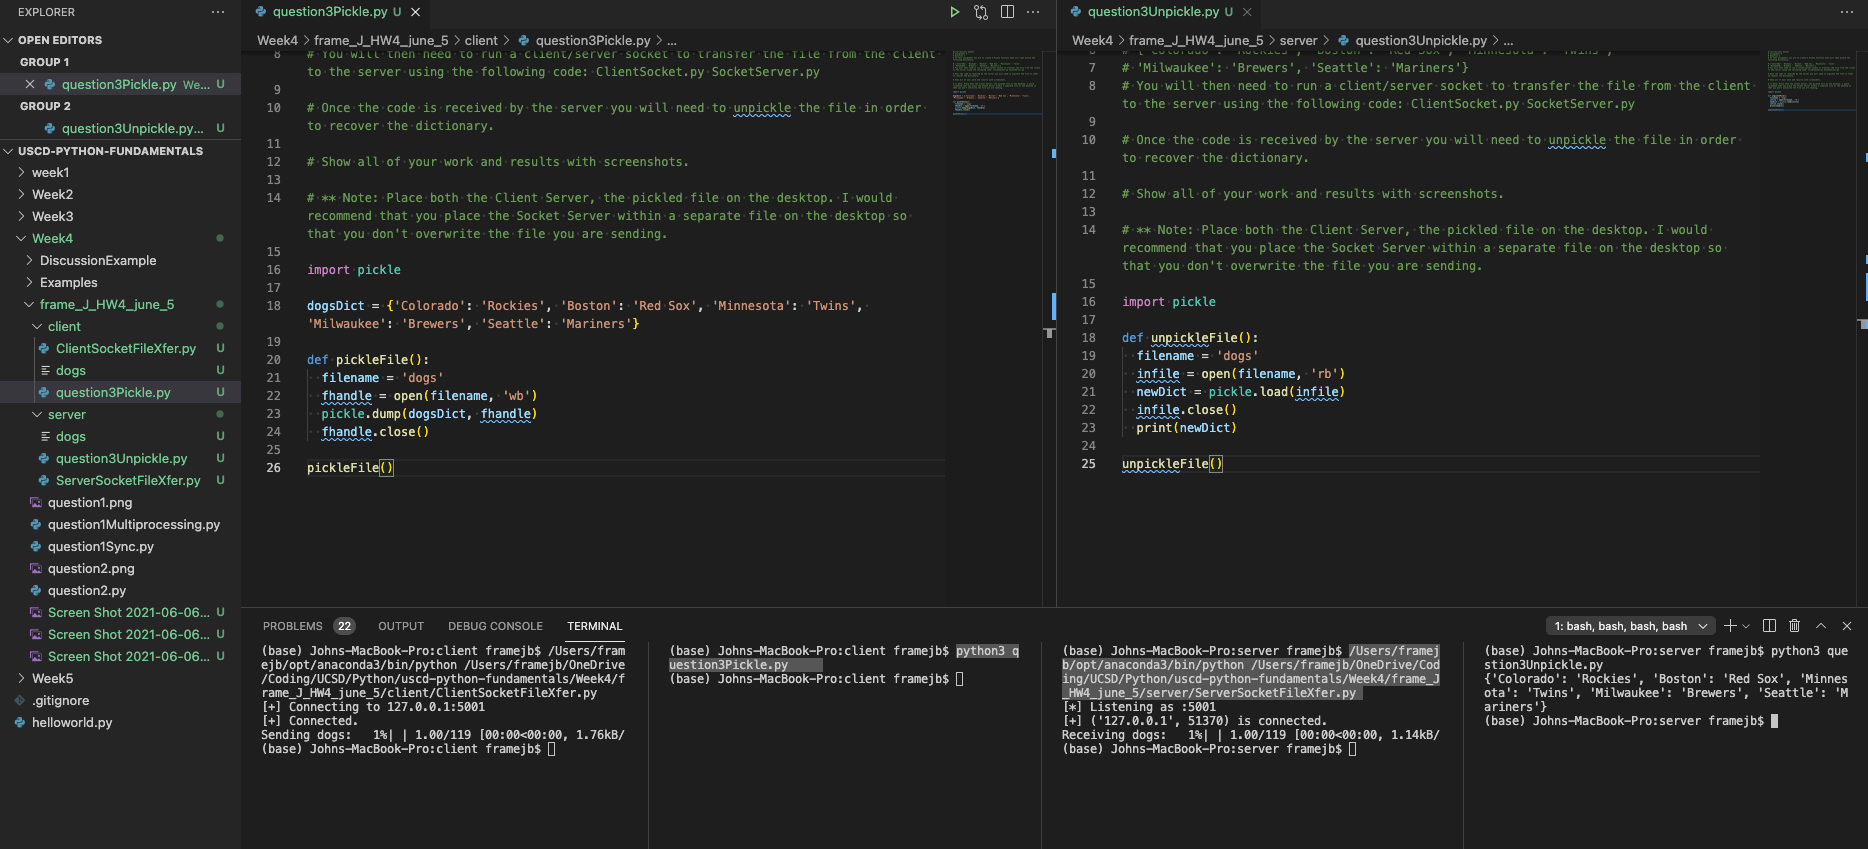 EXPLORER
OPEN EDITORS
GROUP 1
question3Pickle.py We... U
GROUP 2
question3Unpickle.py... U
USCD-PYTHON-FUNDAMENTALS
week1
Week2
Week3
Week4
DiscussionExample
Examples
frame_J_HW4_june_5
client
ClientSocketFileXfer.py U
dogs U
question3Pickle.py U
server
dogs U
question3Unpickle.py U
ServerSocketFileXfer.py U
question1.png
question1Multiprocessing.py
question1Sync.py
question2.png
question2.py
Screen Shot 2021-06-06... U
Screen Shot 2021-06-06... U
Screen Shot 2021-06-06... U
Week5
.gitignore
helloworld.py
question3Pickle.py U
Week4 > frame_J_HW4_june_5 > client > question3Pickle.py > ...
8 # You will then need to run a client/server socket to transfer the file from the client
to the server using the following code: ClientSocket.py SocketServer.py
9
10 # Once the code is received by the server you will need to unpickle the file in order
to recover the dictionary.
11
12 # Show all of your work and results with screenshots.
13
14 # ** Note: Place both the Client Server, the pickled file on the desktop. I would
recommend that you place the Socket Server within a separate file on the desktop so
that you don't overwrite the file you are sending.
15
16 import pickle
17
18 dogsDict = {'Colorado': 'Rockies', 'Boston': 'Red Sox', 'Minnesota': 'Twins',
'Milwaukee': 'Brewers', 'Seattle': 'Mariners'}
19
20 def pickleFile():
21 filename = 'dogs'
22 fhandle = open(filename, 'wb')
23 pickle.dump(dogsDict, fhandle)
24 fhandle.close()
25
26 pickleFile()
question3Unpickle.py U
Week4 > frame_J_HW4_june_5 > server > question3Unpickle.py > ...
6 # {'Colorado': 'Rockies', 'Boston': 'Red Sox', 'Minnesota': 'Twins',
7 # 'Milwaukee': 'Brewers', 'Seattle': 'Mariners'}
8 # You will then need to run a client/server socket to transfer the file from the client
to the server using the following code: ClientSocket.py SocketServer.py
9
10 # Once the code is received by the server you will need to unpickle the file in order
to recover the dictionary.
11
12 # Show all of your work and results with screenshots.
13
14 # ** Note: Place both the Client Server, the pickled file on the desktop. I would
recommend that you place the Socket Server within a separate file on the desktop so
that you don't overwrite the file you are sending.
15
16 import pickle
17
18 def unpickleFile():
19 filename = 'dogs'
20 infile = open(filename, 'rb')
21 newDict = pickle.load(infile)
22 infile.close()
23 print(newDict)
24
25 unpickleFile()
PROBLEMS 22 OUTPUT DEBUG CONSOLE TERMINAL
1: bash, bash, bash, bash
(base) Johns-MacBook-Pro:client framejb$ /Users/fram
ejb/opt/anaconda3/bin/python /Users/framejb/OneDrive
/Coding/UCSD/Python/uscd-python-fundamentals/Week4/f
rame_J_HW4_june_5/client/ClientSocketFileXfer.py
[+] Connecting to 127.0.0.1:5001
[+] Connected.
Sending dogs:   1%| | 1.00/119 [00:00<00:00, 1.76kB/
(base) Johns-MacBook-Pro:client framejb$
(base) Johns-MacBook-Pro:client framejb$ python3 q
uestion3Pickle.py
(base) Johns-MacBook-Pro:client framejb$
(base) Johns-MacBook-Pro:server framejb$ /Users/framej
b/opt/anaconda3/bin/python /Users/framejb/OneDrive/Cod
ing/UCSD/Python/uscd-python-fundamentals/Week4/frame_J
_HW4_june_5/server/ServerSocketFileXfer.py
[*] Listening as :5001
[+] ('127.0.0.1', 51370) is connected.
Receiving dogs:   1%| | 1.00/119 [00:00<00:00, 1.14kB/
(base) Johns-MacBook-Pro:server framejb$
(base) Johns-MacBook-Pro:server framejb$ python3 que
stion3Unpickle.py
{'Colorado': 'Rockies', 'Boston': 'Red Sox', 'Minnes
ota': 'Twins', 'Milwaukee': 'Brewers', 'Seattle': 'M
ariners'}
(base) Johns-MacBook-Pro:server framejb$